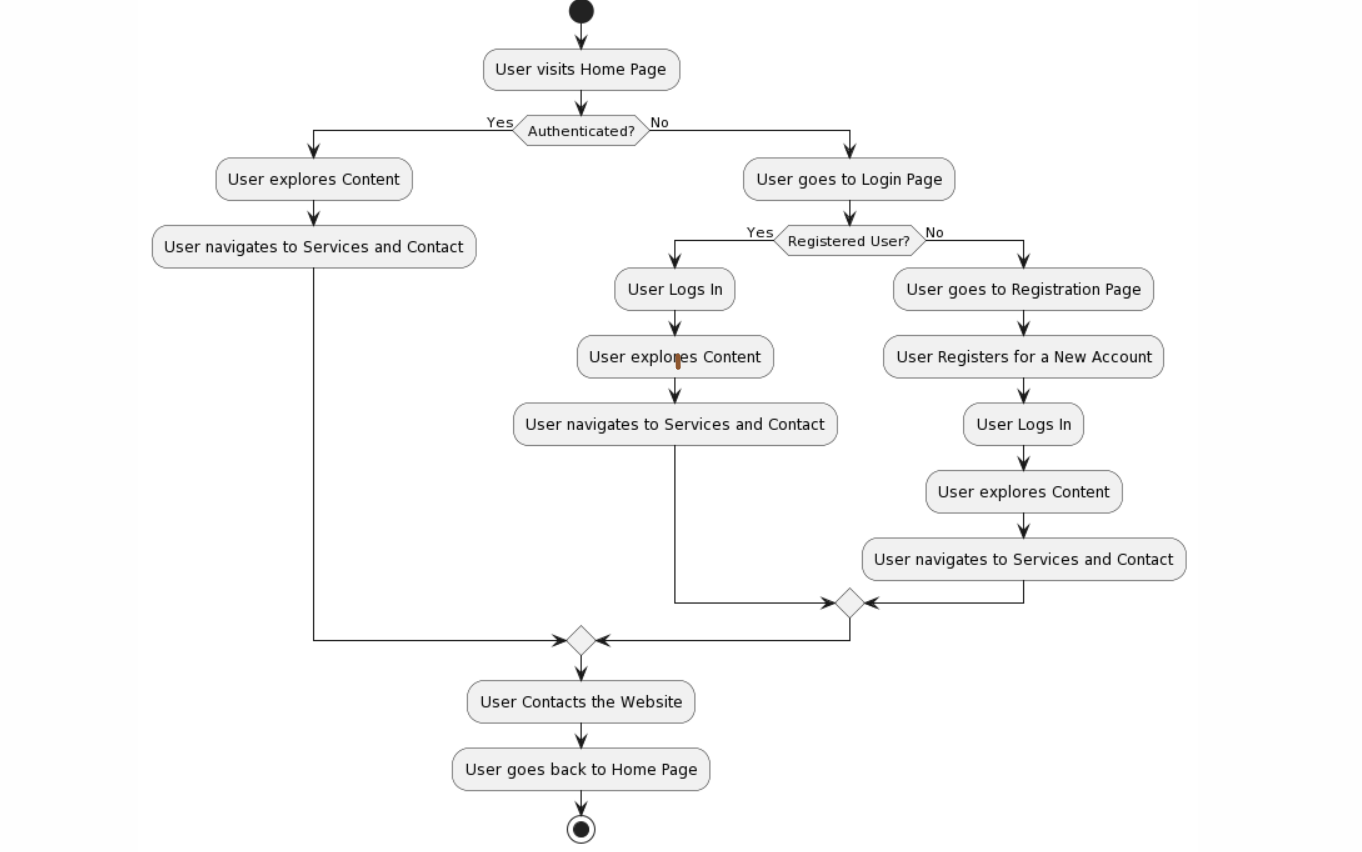 User visits Home Page
Yes
Authenticated?
No
User explores Content
User navigates to Services and Contact
User goes to Login Page
Yes
Registered User?
No
User Logs In
User explores Content
User navigates to Services and Contact
User goes to Registration Page
User Registers for a New Account
User Logs In
User explores Content
User navigates to Services and Contact
User Contacts the Website
User goes back to Home Page